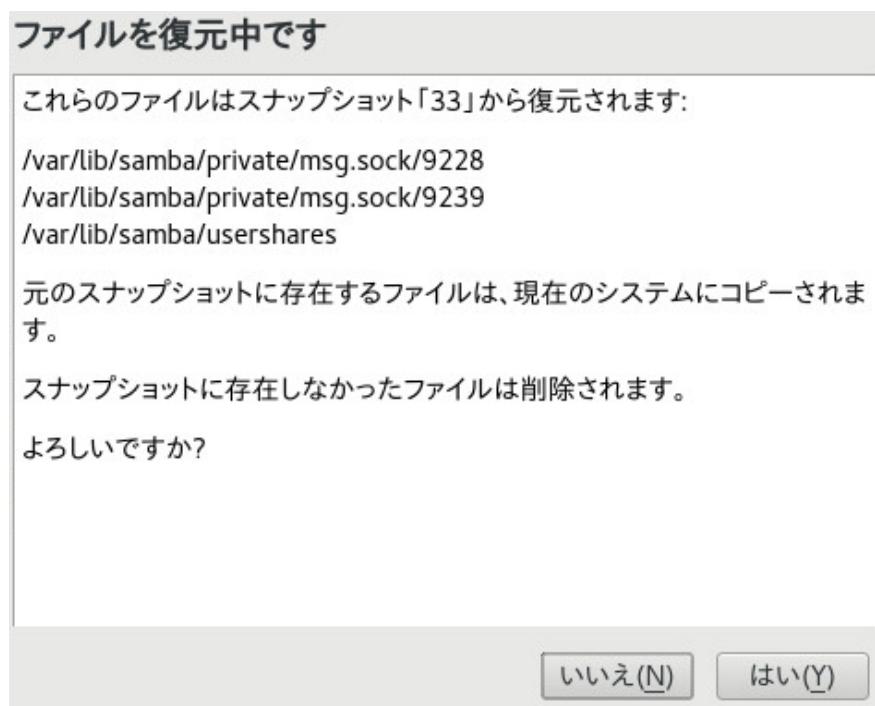 ファイルを復元中です
これらのファイルはスナップショット「33」から復元されます:
/var/lib/samba/private/msg.sock/9228
/var/lib/samba/private/msg.sock/9239
/var/lib/samba/usershares
元のスナップショットに存在するファイルは、現在のシステムにコピーされま
す。
スナップショットに存在しなかったファイルは削除されます。
よろしいですか?
いいえ(N) はい(Y)